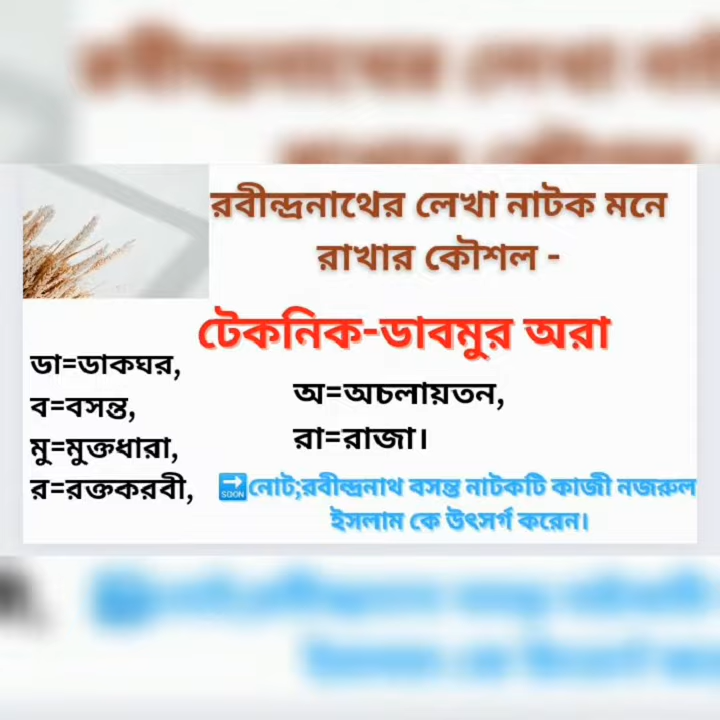 রবীন্দ্রনাথের লেখা নাটক মনে
রাখার কৌশল -
টেকনিক-ডাবমুর অরা
ডা=ডাকঘর,
ব=বসন্ত,
মু=মুক্তধারা,
র=রক্তকরবী,
অ=অচলায়তন,
রা=রাজা।
SOON নোট;রবীন্দ্রনাথ বসন্ত নাটকটি কাজী নজরুল
ইসলাম কে উৎসর্গ করেন।